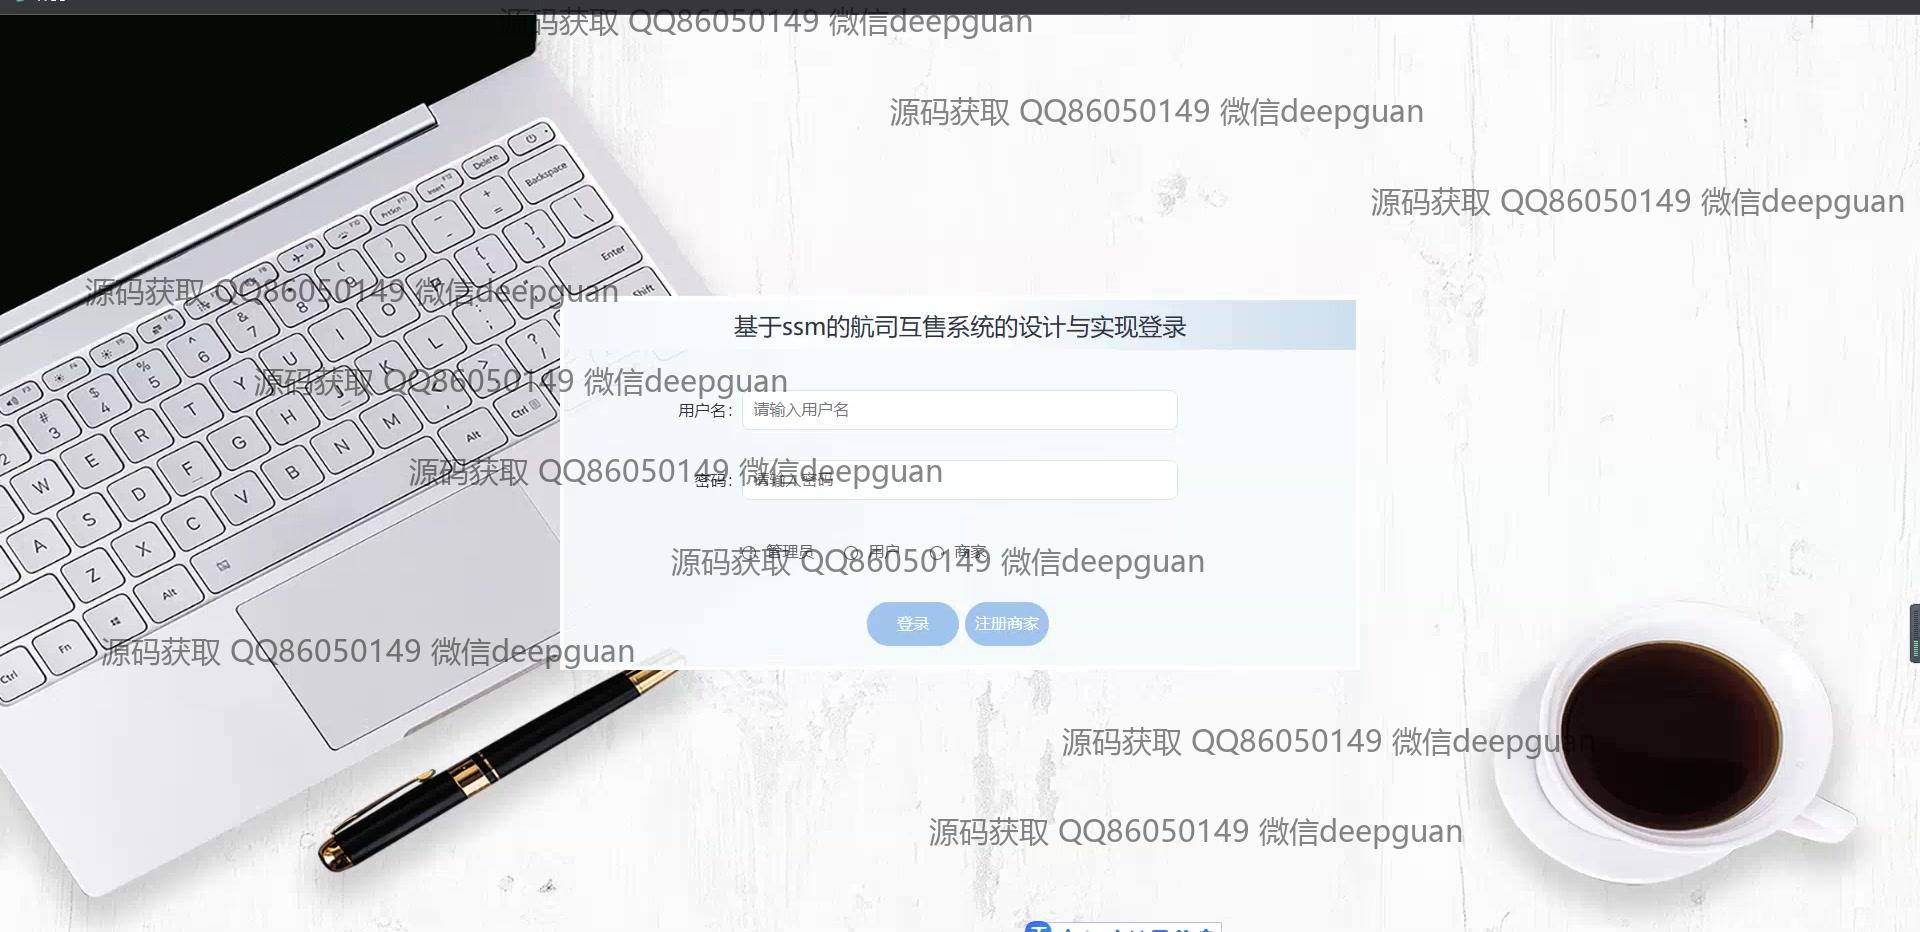 源码获取 QQ86050149 微信deepguan
源码获取 QQ86050149 微信deepguan
源码获取 QQ86050149 微信deepguan
源码获取 QQ86050149 微信deepguan
基于ssm的航司互售系统的设计与实现登录
源码获取 QQ86050149 微信deepguan
用户名: 请输入用户名
源码获取 QQ86050149 微信deepguan
密码: 请输入密码
管理员 用户 商家
源码获取 QQ86050149 微信deepguan
登录 注册商家
源码获取 QQ86050149 微信deepguan
源码获取 QQ86050149 微信deepguan
源码获取 QQ86050149 微信deepguan
Delete
Backspace
Enter
Shift
Ctrl
Alt
Q W E R T Y U I O
A S D F G H J K L
Z X C V B N M
Alt
Fn
Ctrl